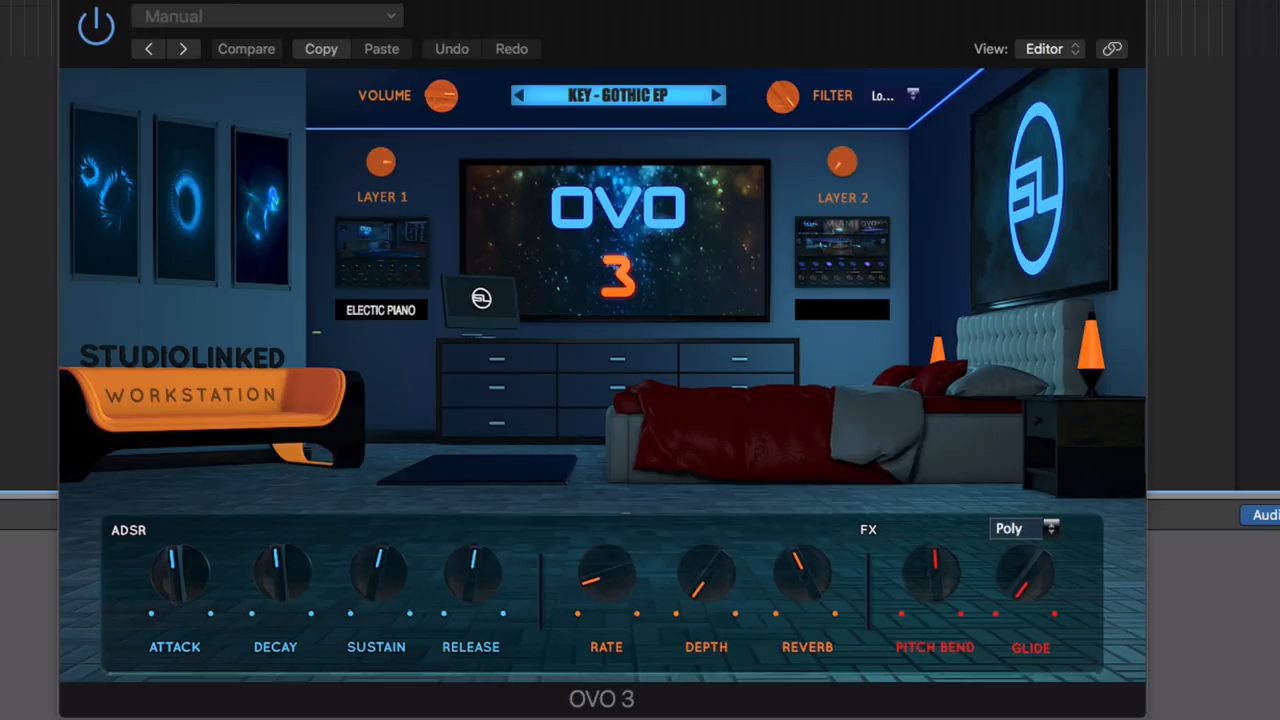 Manual
Compare
Copy
Paste
Undo
Redo
View:
Editor
VOLUME
KEY - GOTHIC EP
FILTER
Lo...
LAYER 1
LAYER 2
OVO
3
SL
SL
ELECTIC PIANO
STUDIOLINKED
WORKSTATION
ADSR
FX
Poly
ATTACK
DECAY
SUSTAIN
RELEASE
RATE
DEPTH
REVERB
PITCH BEND
GLIDE
OVO 3
Audi